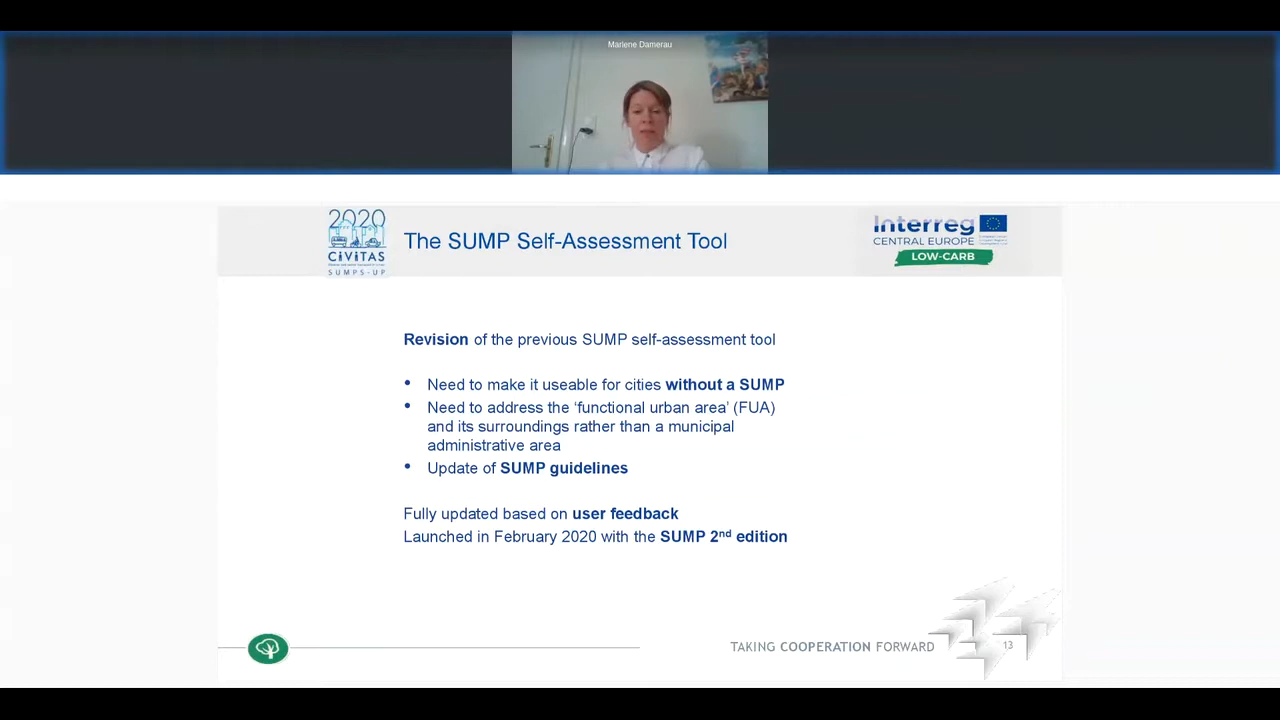 Marlene Damerau
2020
CIVITAS
SUMPS-UP
The SUMP Self-Assessment Tool
Interreg
CENTRAL EUROPE
LOW-CARB
Revision of the previous SUMP self-assessment tool
• Need to make it useable for cities without a SUMP
• Need to address the ‘functional urban area’ (FUA)
and its surroundings rather than a municipal
administrative area
• Update of SUMP guidelines
Fully updated based on user feedback
Launched in February 2020 with the SUMP 2nd edition
TAKING COOPERATION FORWARD
13